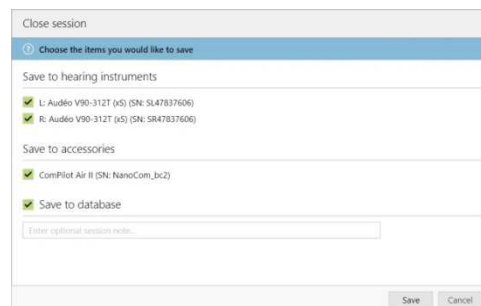 Close session
Choose the items you would like to save
Save to hearing instruments
L: Audéo V90-312T (xS) (SN: SL47837606)
R: Audéo V90-312T (xS) (SN: SR47837606)
Save to accessories
ComPilot Air II (SN: NanoCom_bc2)
Save to database
Enter optional session note...
Save Cancel